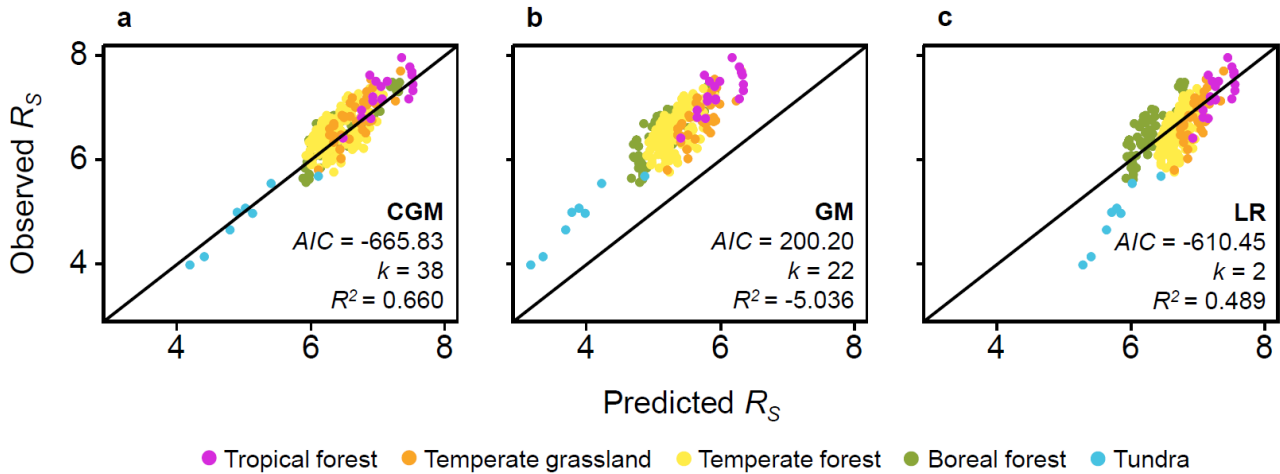 a
b
c
Observed R_S
8
6
4
CGM
AIC = -665.83
k = 38
R² = 0.660
4
6
8
GM
AIC = 200.20
k = 22
R² = -5.036
4
6
8
LR
AIC = -610.45
k = 2
R² = 0.489
4
6
8
Predicted R_S
Tropical forest
Temperate grassland
Temperate forest
Boreal forest
Tundra